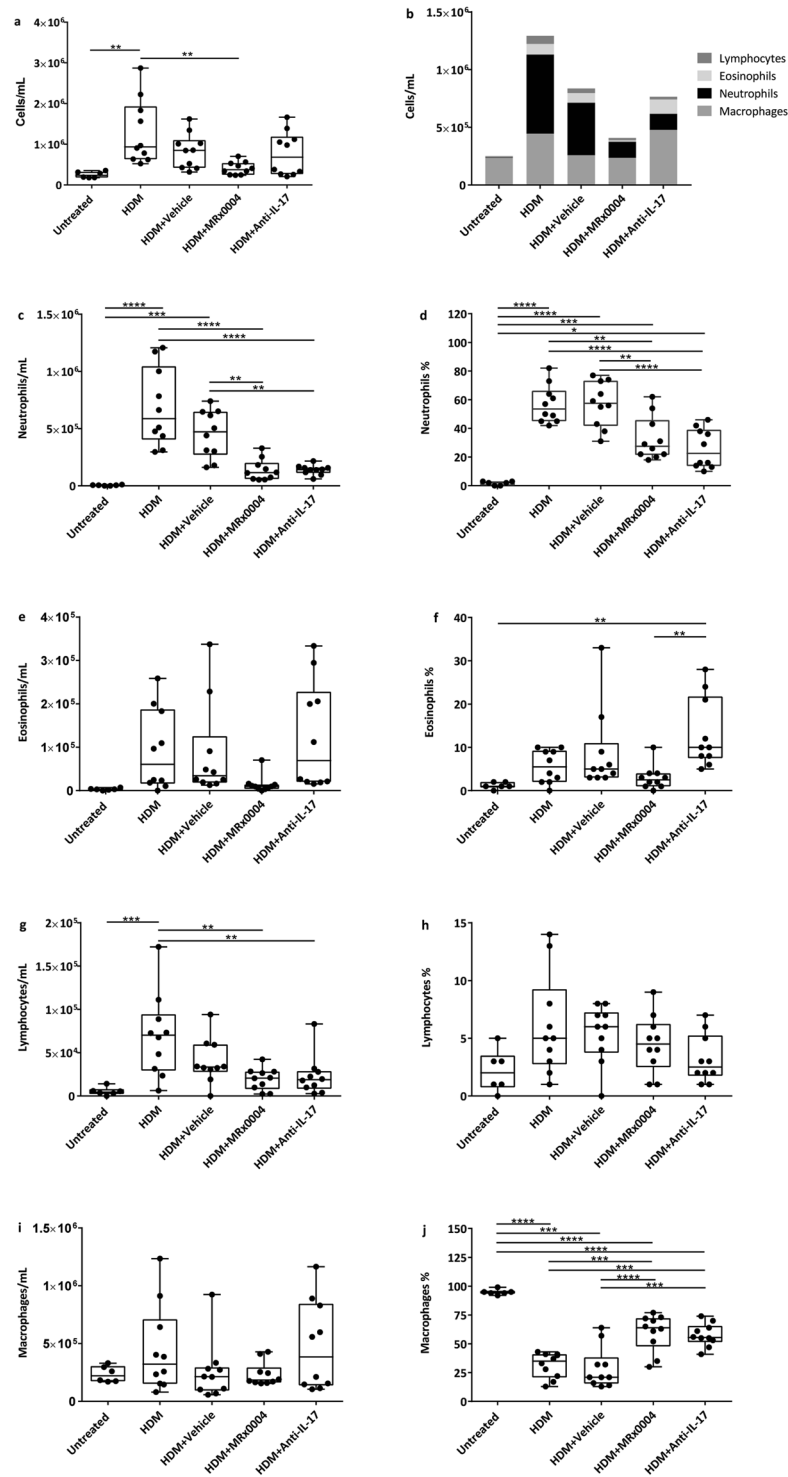 a
4×10⁶
3×10⁶
2×10⁶
1×10⁶
0
Cells/mL
**
**
Untreated
HDM
HDM+Vehicle
HDM+MRx0004
HDM+Anti-IL-17
b
1.5×10⁶
1×10⁶
5×10⁵
0
Cells/mL
Lymphocytes
Eosinophils
Neutrophils
Macrophages
Untreated
HDM
HDM+Vehicle
HDM+MRx0004
HDM+Anti-IL-17
c
1.5×10⁶
1×10⁶
5×10⁵
0
Neutrophils/mL
****
***
****
****
**
**
Untreated
HDM
HDM+Vehicle
HDM+MRx0004
HDM+Anti-IL-17
d
120
100
80
60
40
20
0
Neutrophils %
****
****
***
*
**
****
**
****
Untreated
HDM
HDM+Vehicle
HDM+MRx0004
HDM+Anti-IL-17
e
4×10⁵
3×10⁵
2×10⁵
1×10⁵
0
Eosinophils/mL
Untreated
HDM
HDM+Vehicle
HDM+MRx0004
HDM+Anti-IL-17
f
40
30
20
10
0
Eosinophils %
**
**
Untreated
HDM
HDM+Vehicle
HDM+MRx0004
HDM+Anti-IL-17
g
2×10⁵
1.5×10⁵
1×10⁵
5×10⁴
0
Lymphocytes/mL
***
**
**
Untreated
HDM
HDM+Vehicle
HDM+MRx0004
HDM+Anti-IL-17
h
15
10
5
0
Lymphocytes %
Untreated
HDM
HDM+Vehicle
HDM+MRx0004
HDM+Anti-IL-17
i
1.5×10⁶
1×10⁶
5×10⁵
0
Macrophages/mL
Untreated
HDM
HDM+Vehicle
HDM+MRx0004
HDM+Anti-IL-17
j
150
125
100
75
50
25
0
Macrophages %
****
***
****
****
***
***
****
***
Untreated
HDM
HDM+Vehicle
HDM+MRx0004
HDM+Anti-IL-17